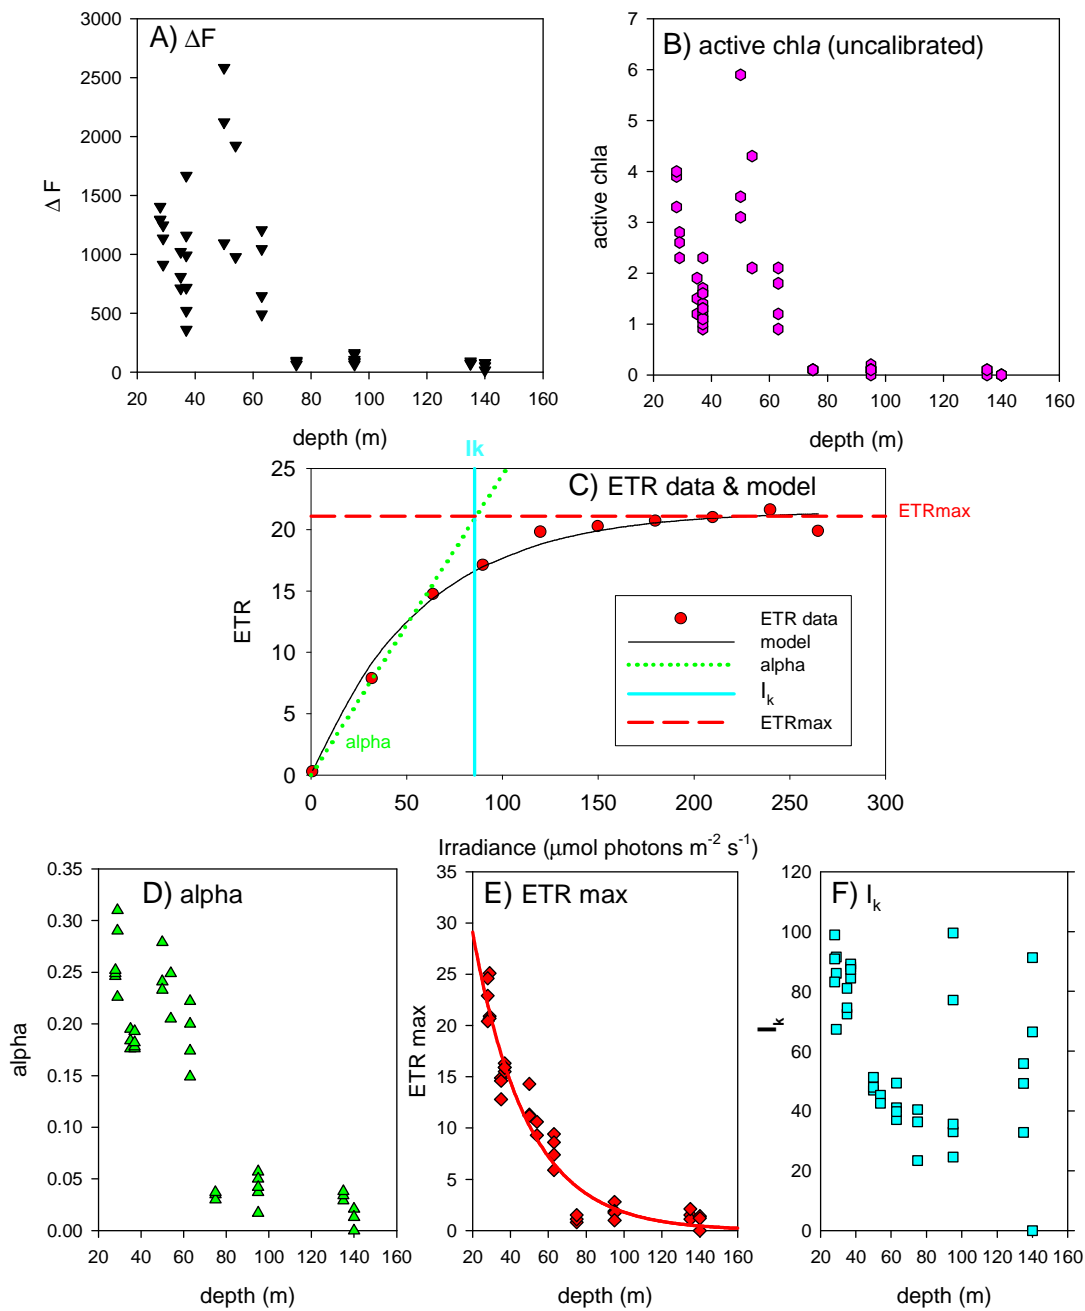 A) ΔF
3000
2500
2000
1500
1000
500
0
Δ F
20 40 60 80 100 120 140 160
depth (m)
B) active chla (uncalibrated)
7
6
5
4
3
2
1
0
active chla
20 40 60 80 100 120 140 160
depth (m)
Ik
C) ETR data & model
25
20
15
10
5
0
ETR
ETRmax
alpha
ETR data
model
alpha
Iₖ
ETRmax
0 50 100 150 200 250 300
Irradiance (μmol photons m⁻² s⁻¹)
D) alpha
0.35
0.30
0.25
0.20
0.15
0.10
0.05
0.00
alpha
20 40 60 80 100 120 140 160
depth (m)
E) ETR max
35
30
25
20
15
10
5
0
ETR max
20 40 60 80 100 120 140 160
depth (m)
F) Iₖ
120
100
80
60
40
20
0
Iₖ
20 40 60 80 100 120 140 160
depth (m)